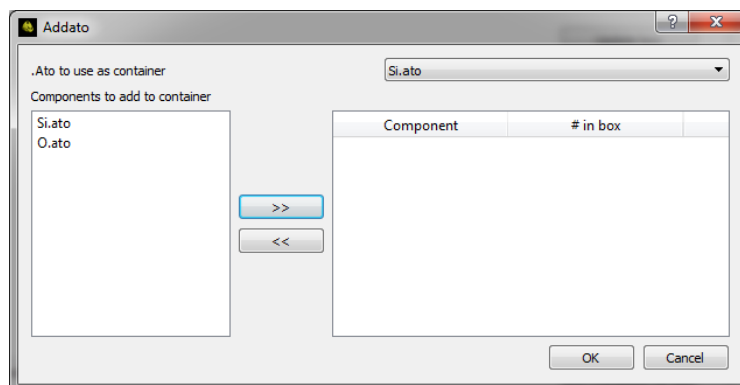 Addato
.Ato to use as container
Si.ato
Components to add to container
Si.ato
O.ato
Component
# in box
>>
<<
OK
Cancel